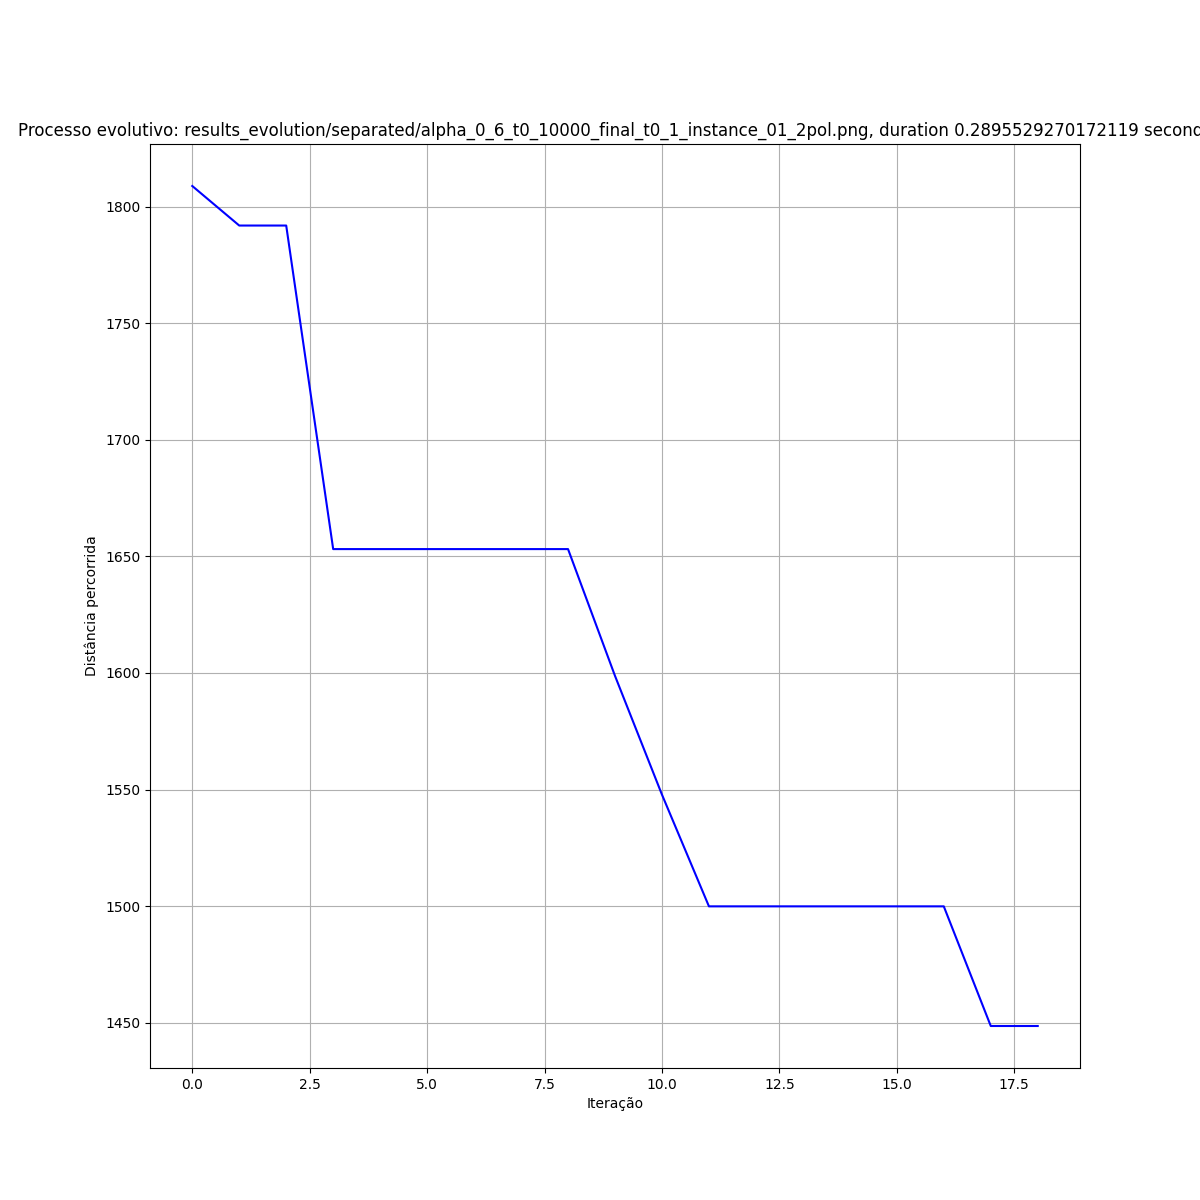 Processo evolutivo: results_evolution/separated/alpha_0_6_t0_10000_final_t0_1_instance_01_2pol.png, duration 0.2895529270172119 second
1800
1750
1700
1650
1600
1550
1500
1450
Distância percorrida
0.0 2.5 5.0 7.5 10.0 12.5 15.0 17.5
Iteração